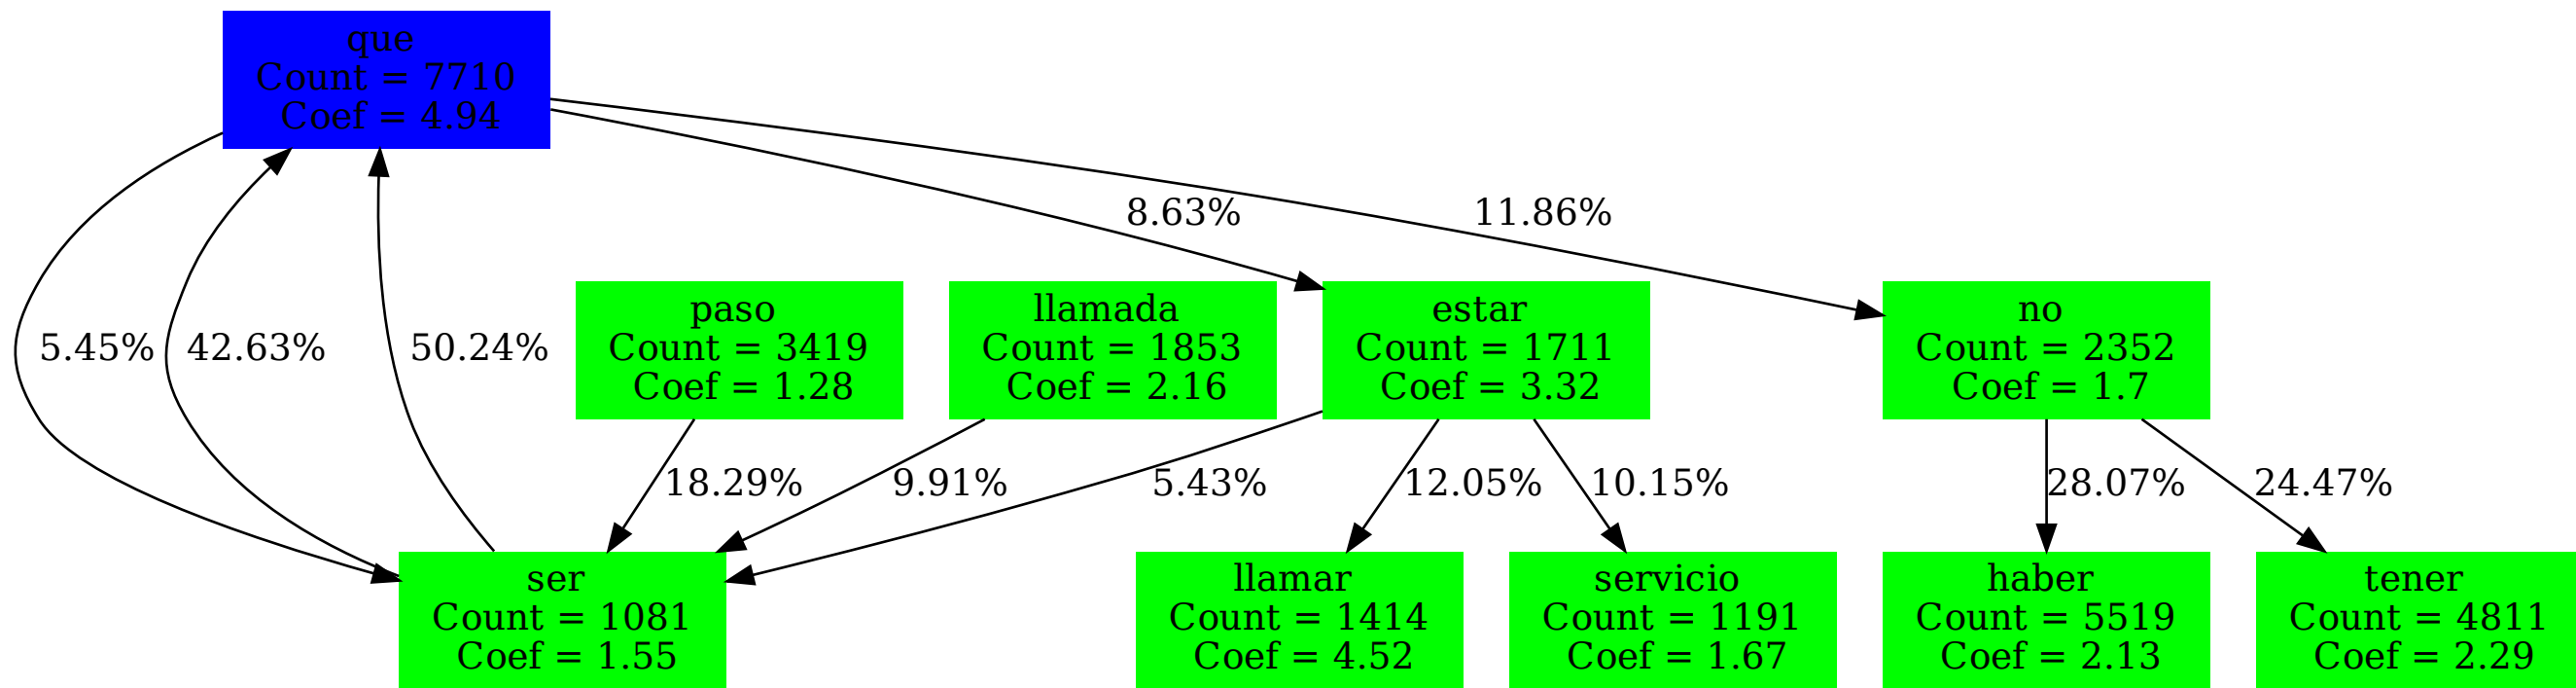 que
Count = 7710
Coef = 4.94
8.63%
11.86%
5.45%
42.63%
50.24%
paso
Count = 3419
Coef = 1.28
llamada
Count = 1853
Coef = 2.16
estar
Count = 1711
Coef = 3.32
no
Count = 2352
Coef = 1.7
18.29%
9.91%
5.43%
12.05%
10.15%
28.07%
24.47%
ser
Count = 1081
Coef = 1.55
llamar
Count = 1414
Coef = 4.52
servicio
Count = 1191
Coef = 1.67
haber
Count = 5519
Coef = 2.13
tener
Count = 4811
Coef = 2.29